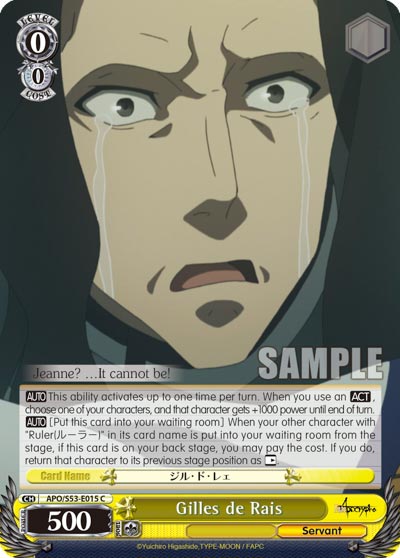 LEVEL
0
0
COST
Jeanne? …It cannot be!
SAMPLE
AUTO This ability activates up to one time per turn. When you use an ACT,
choose one of your characters, and that character gets +1000 power until end of turn.
AUTO [Put this card into your waiting room] When your other character with
"Ruler(ルーラー)" in its card name is put into your waiting room from the
stage, if this card is on your back stage, you may pay the cost. If you do,
return that character to its previous stage position as
Card Name ジル・ド・レェ
CH APO/S53-E015 C
POWER
500
SOUL
Gilles de Rais
Apocrypha
Servant
©Yuichiro Higashide,TYPE-MOON / FAPC